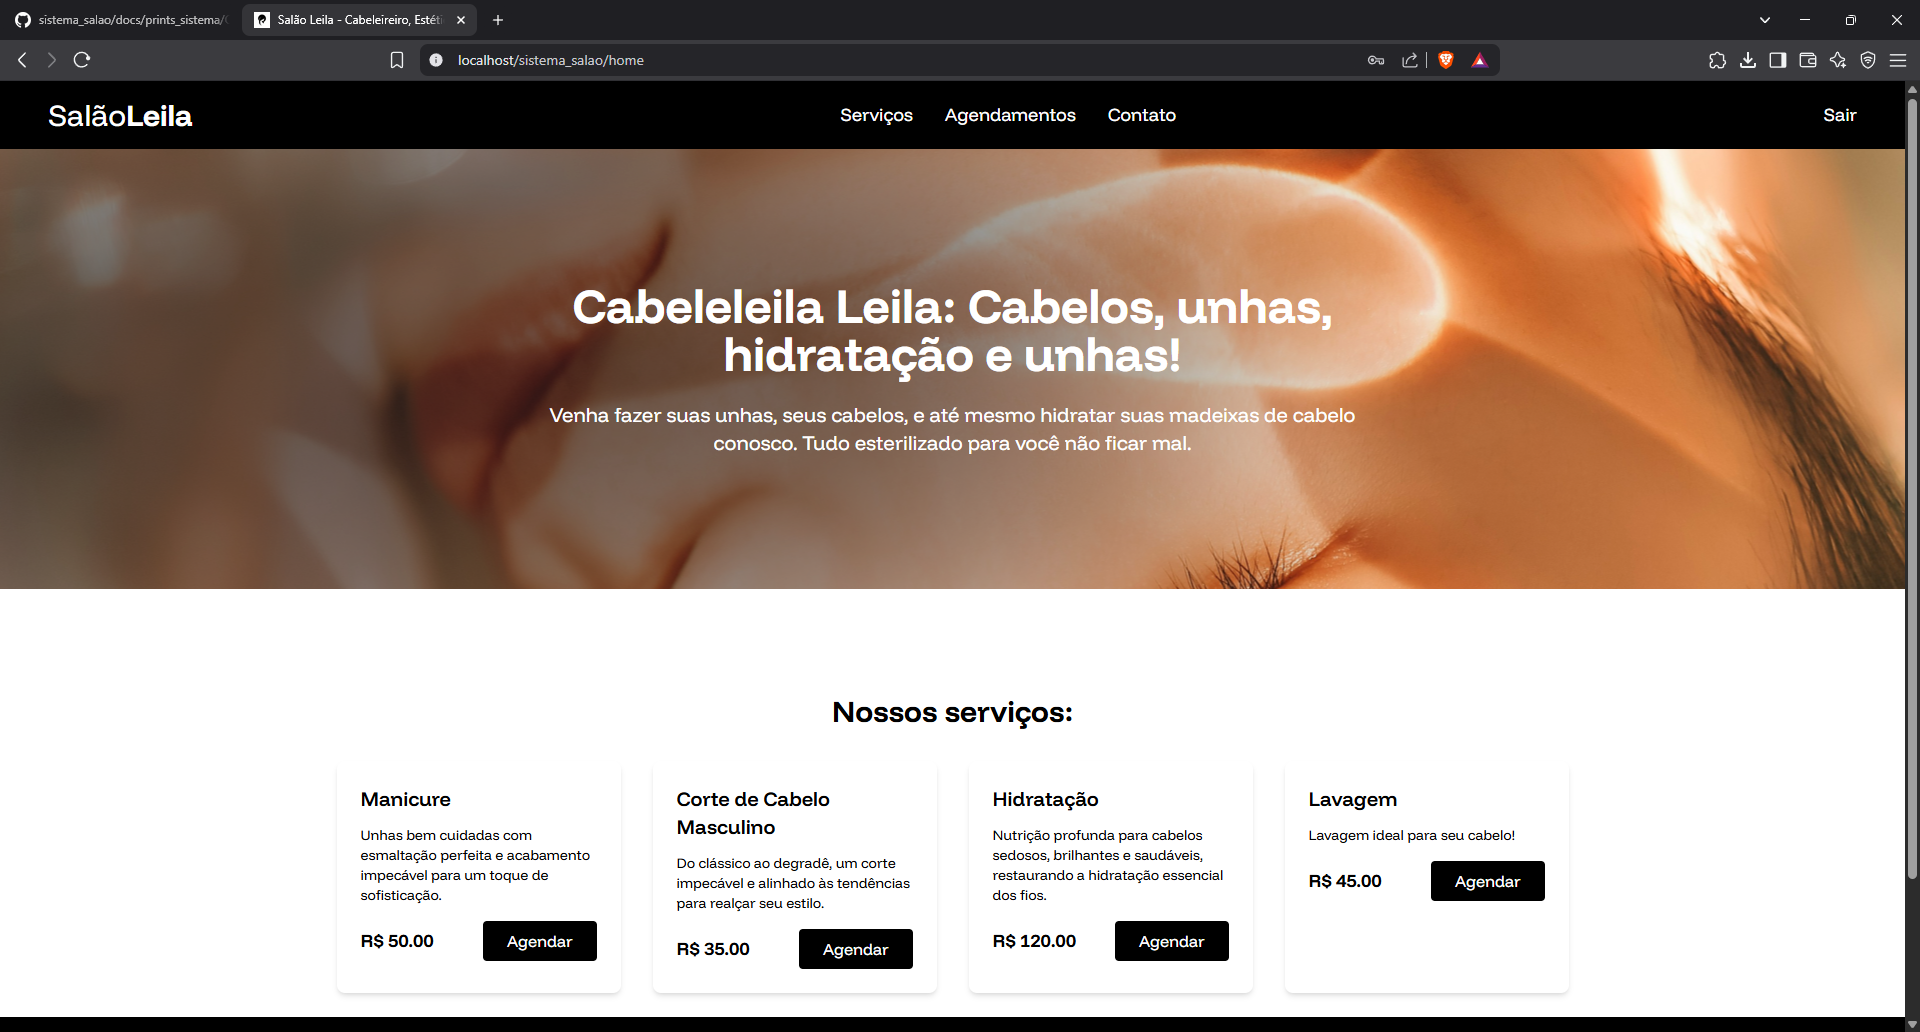 sistema_salao/docs/prints_sistema/
Salão Leila - Cabeleireiro, Estéti
localhost/sistema_salao/home
SalãoLeila
Serviços
Agendamentos
Contato
Sair
Cabeleleila Leila: Cabelos, unhas,
hidratação e unhas!
Venha fazer suas unhas, seus cabelos, e até mesmo hidratar suas madeixas de cabelo
conosco. Tudo esterilizado para você não ficar mal.
Nossos serviços:
Manicure
Unhas bem cuidadas com
esmaltação perfeita e acabamento
impecável para um toque de
sofisticação.
R$ 50.00
Agendar
Corte de Cabelo
Masculino
Do clássico ao degradê, um corte
impecável e alinhado às tendências
para realçar seu estilo.
R$ 35.00
Agendar
Hidratação
Nutrição profunda para cabelos
sedosos, brilhantes e saudáveis,
restaurando a hidratação essencial
dos fios.
R$ 120.00
Agendar
Lavagem
Lavagem ideal para seu cabelo!
R$ 45.00
Agendar